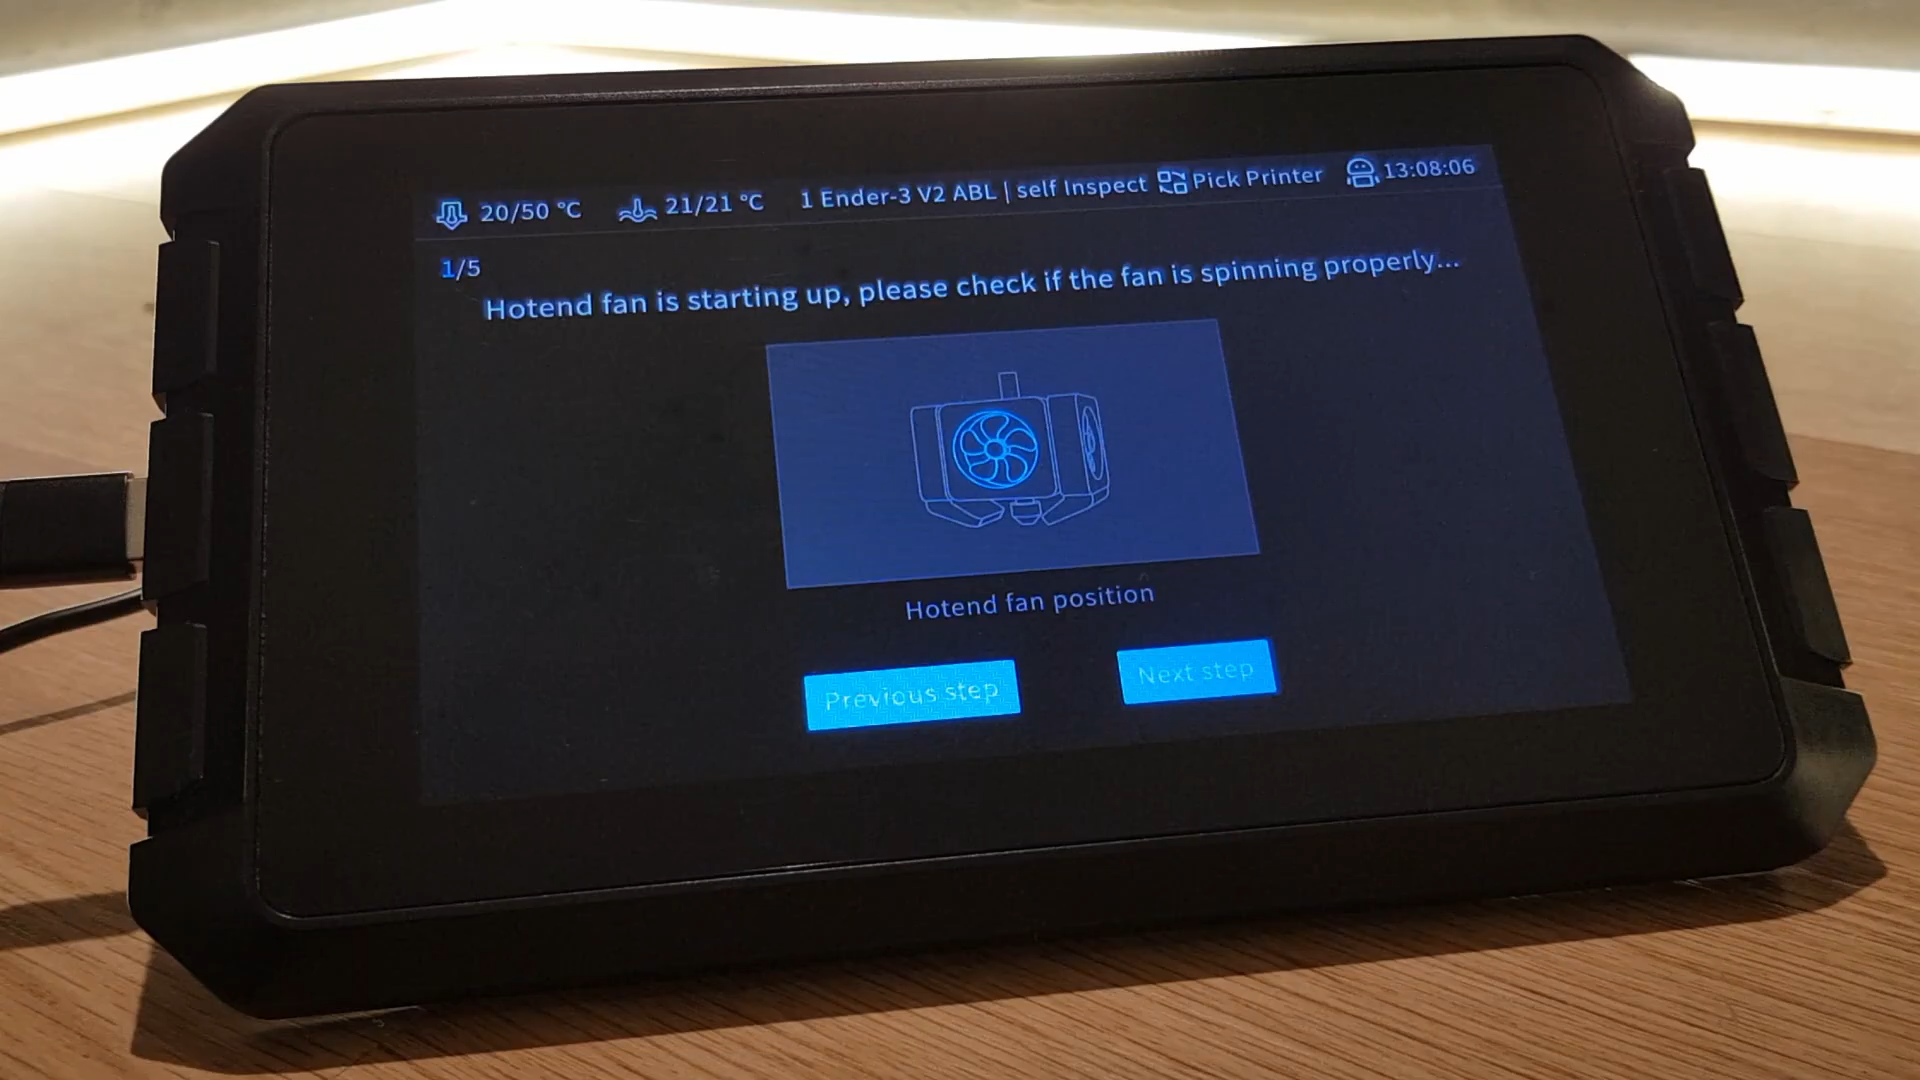 20/50 °C 21/21 °C 1 Ender-3 V2 ABL | self Inspect Pick Printer 13:08:06
1/5
Hotend fan is starting up, please check if the fan is spinning properly...
Hotend fan position
Previous step Next step